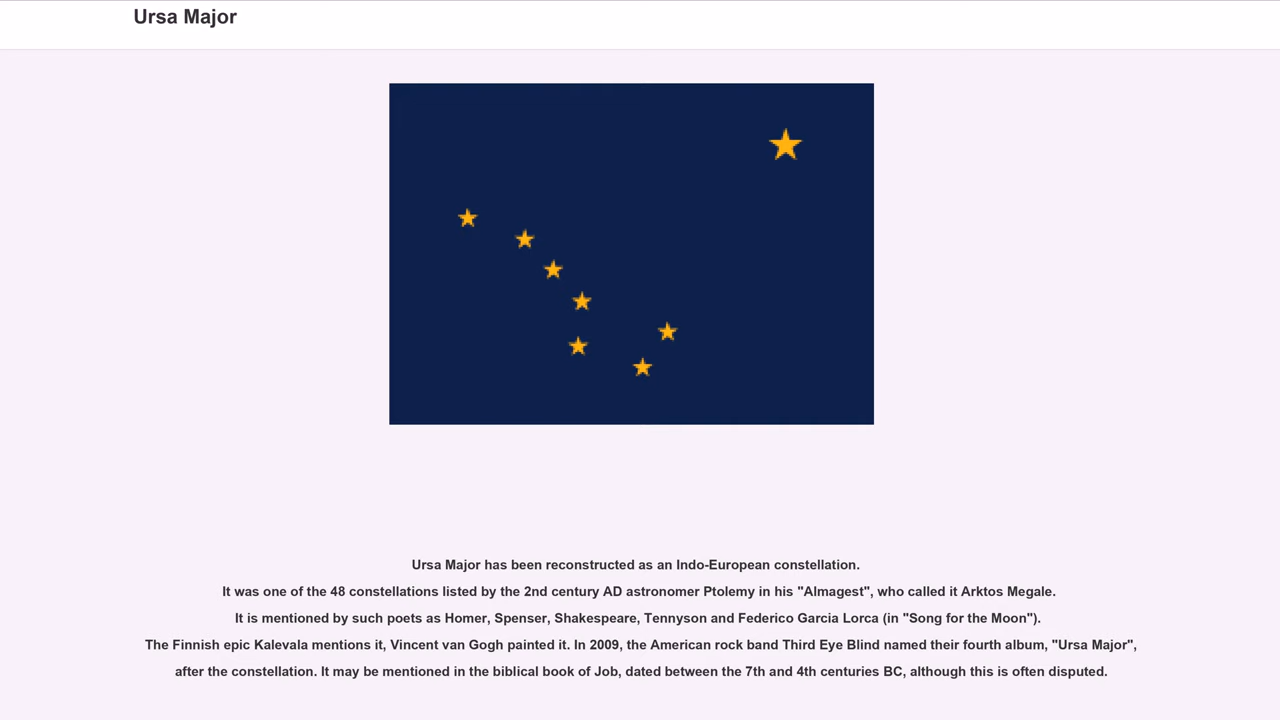 Ursa Major
Ursa Major has been reconstructed as an Indo-European constellation.
It was one of the 48 constellations listed by the 2nd century AD astronomer Ptolemy in his "Almagest", who called it Arktos Megale.
It is mentioned by such poets as Homer, Spenser, Shakespeare, Tennyson and Federico Garcia Lorca (in "Song for the Moon").
The Finnish epic Kalevala mentions it, Vincent van Gogh painted it. In 2009, the American rock band Third Eye Blind named their fourth album, "Ursa Major",
after the constellation. It may be mentioned in the biblical book of Job, dated between the 7th and 4th centuries BC, although this is often disputed.